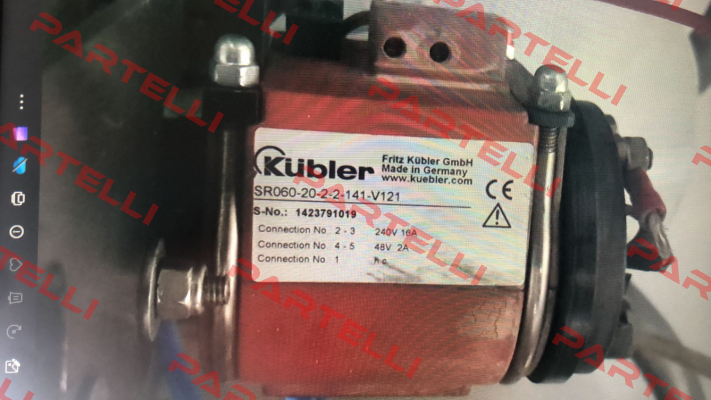 Kübler
Fritz Kübler GmbH
Made in Germany
www.kuebler.com
SR060-20-2-2-141-V121
S-No.: 1423791019
Connection No 2 - 3 240V 16A
Connection No 4 - 5 48V 2A
Connection No 1 n.c.
CE
PARTELLI
PARTELLI
PARTELLI
PARTELLI
PARTELLI
PARTELLI
PARTELLI
PARTELLI